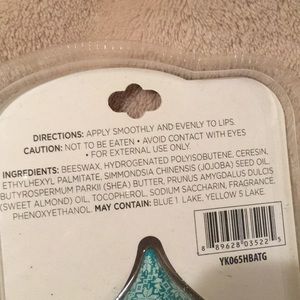 DIRECTIONS: APPLY SMOOTHLY AND EVENLY TO LIPS.
CAUTION: NOT TO BE EATEN • AVOID CONTACT WITH EYES
• FOR EXTERNAL USE ONLY.
INGRFDIENTS: BEESWAX, HYDROGENATED POLYISOBUTENE, CERESIN,
ETHYLHEXYL PALMITATE, SIMMONDSIA CHINENSIS (JOJOBA) SEED OIL,
BUTYROSPERMUM PARKII (SHEA) BUTTER, PRUNUS AMYGDALUS DULCIS
(SWEET ALMOND) OIL, TOCOPHEROL, SODIUM SACCHARIN, FRAGRANCE,
PHENOXYETHANOL. MAY CONTAIN: BLUE 1 LAKE, YELLOW 5 LAKE.
8 89628 03522 5
YK065HBATG